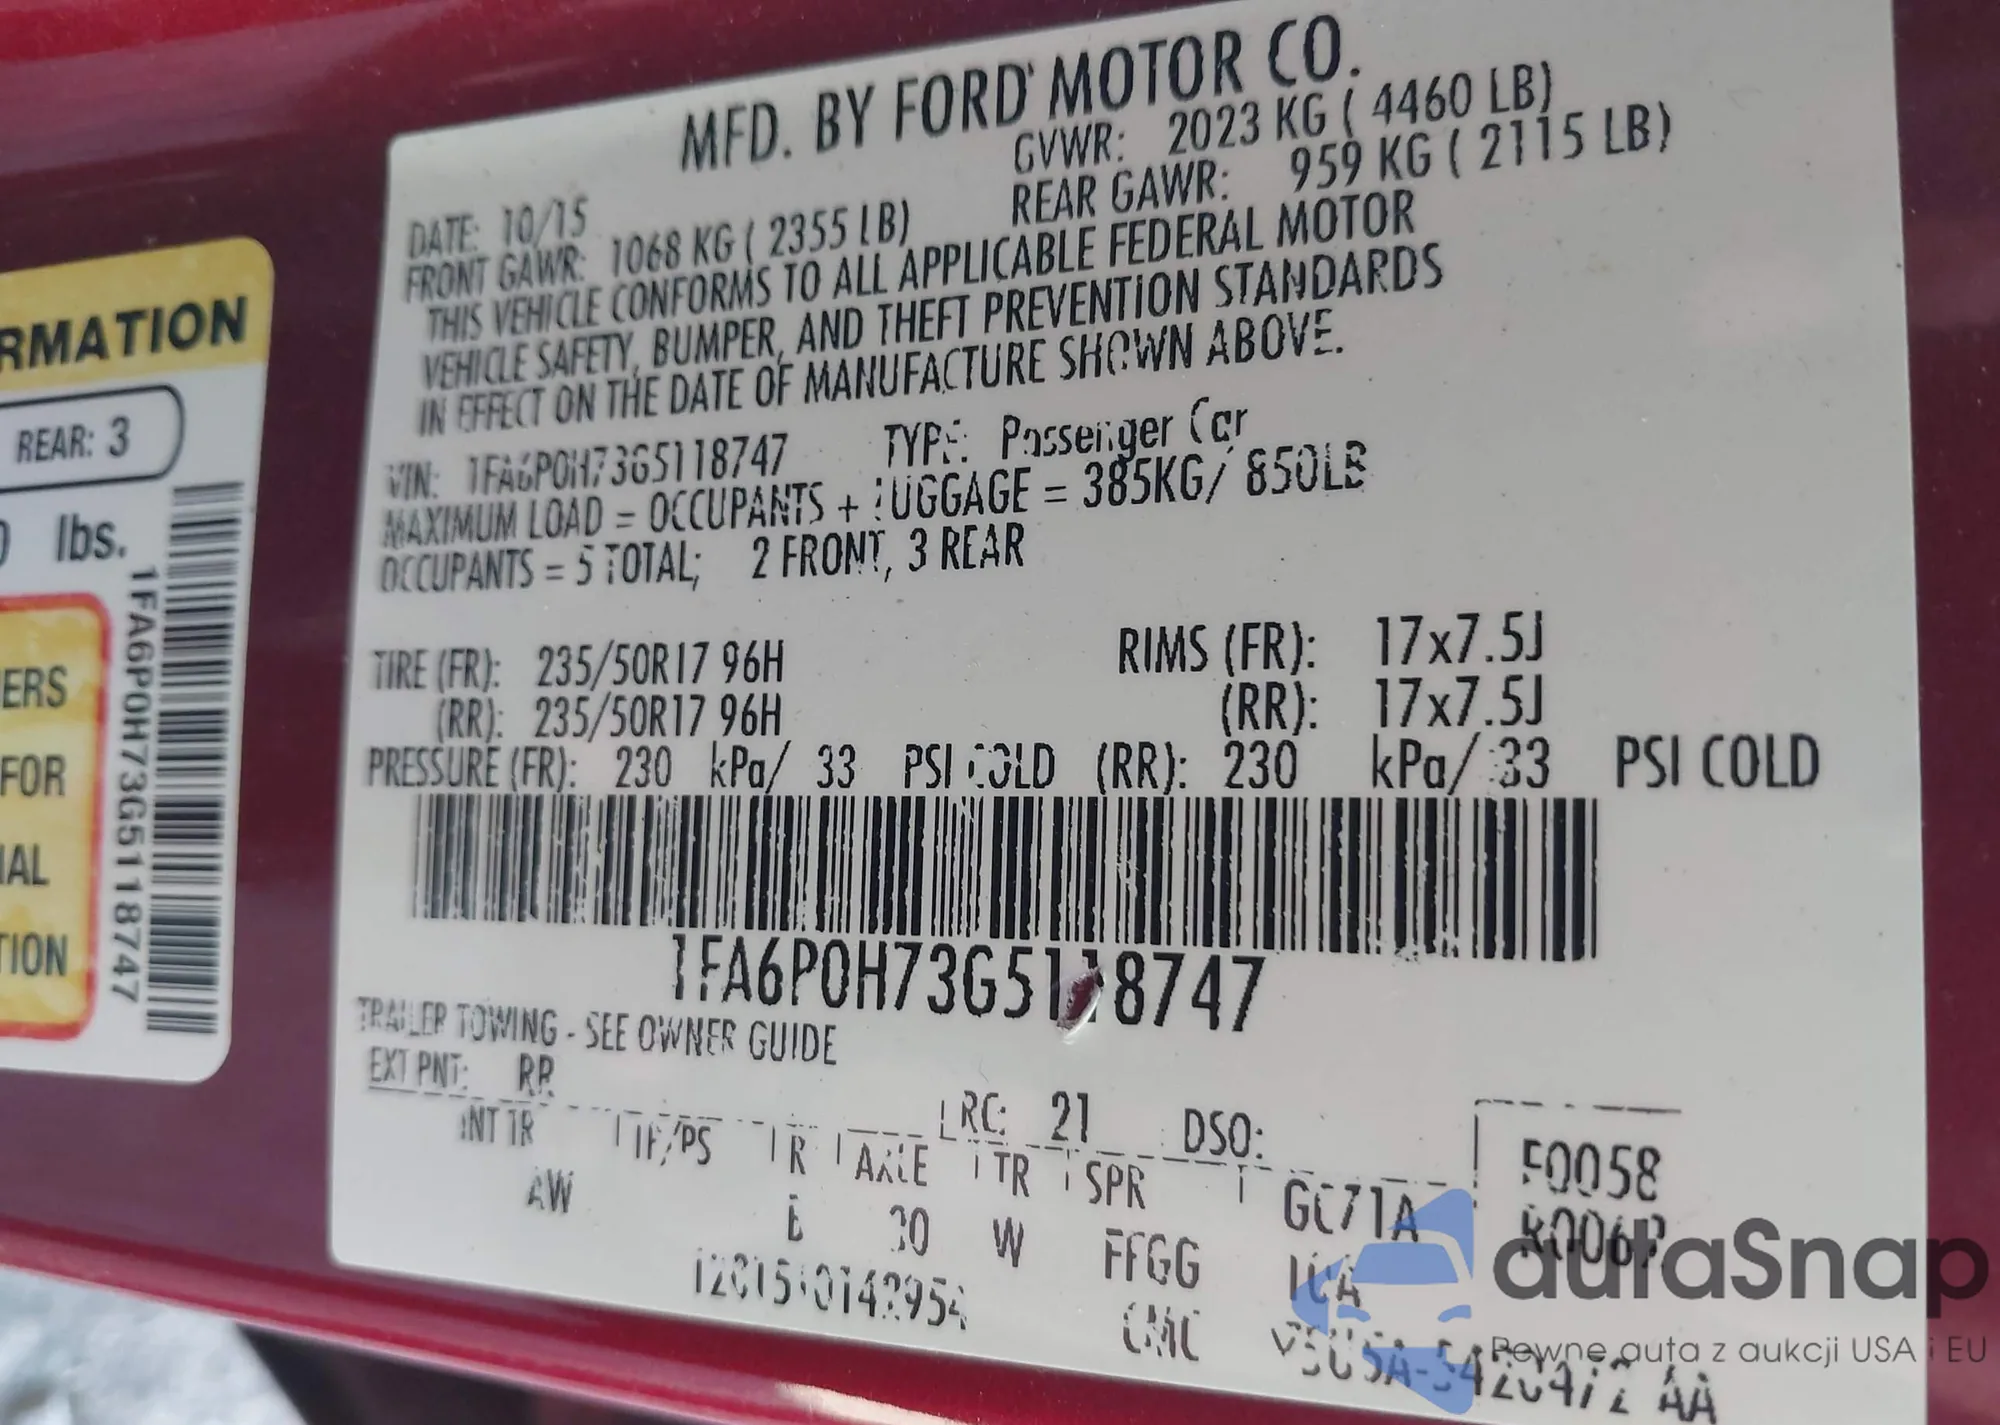 MFD. BY FORD MOTOR CO.
DATE: 10/15 GVWR: 2023 KG ( 4460 LB)
FRONT GAWR: 1068 KG ( 2355 LB) REAR GAWR: 959 KG ( 2115 LB)
THIS VEHICLE CONFORMS TO ALL APPLICABLE FEDERAL MOTOR
VEHICLE SAFETY, BUMPER, AND THEFT PREVENTION STANDARDS
IN EFFECT ON THE DATE OF MANUFACTURE SHOWN ABOVE.
VIN: 1FA6P0H73G5118747 TYPE: Passenger Car
MAXIMUM LOAD = OCCUPANTS + LUGGAGE = 385KG/ 850LB
OCCUPANTS = 5 TOTAL; 2 FRONT, 3 REAR
TIRE (FR): 235/50R17 96H RIMS (FR): 17x7.5J
(RR): 235/50R17 96H (RR): 17x7.5J
PRESSURE (FR): 230 kPa/ 33 PSI COLD (RR): 230 kPa/ 33 PSI COLD
1FA6P0H73G5118747
TRAILER TOWING - SEE OWNER GUIDE
EXT PNT: RR LRC: 21 DSO: F0058
INT TR TP/PS R AXLE TR SPR GC71A
AW 30 W FFGG
CMC AA
RMATION
REAR: 3
lbs.
1FA6P0H73G5118747
ERS
FOR
IAL
TION
autaSnap
Pewne auta z aukcji USA i EU